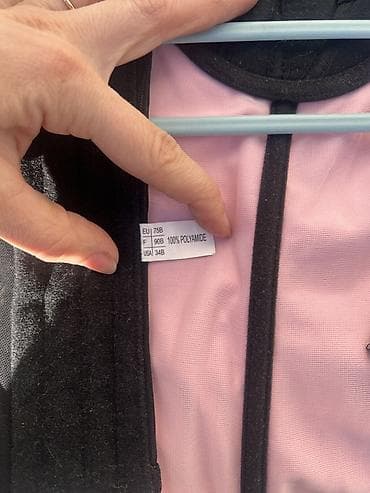 EU 75B
F 90B 100% POLYAMIDE
USA 34B